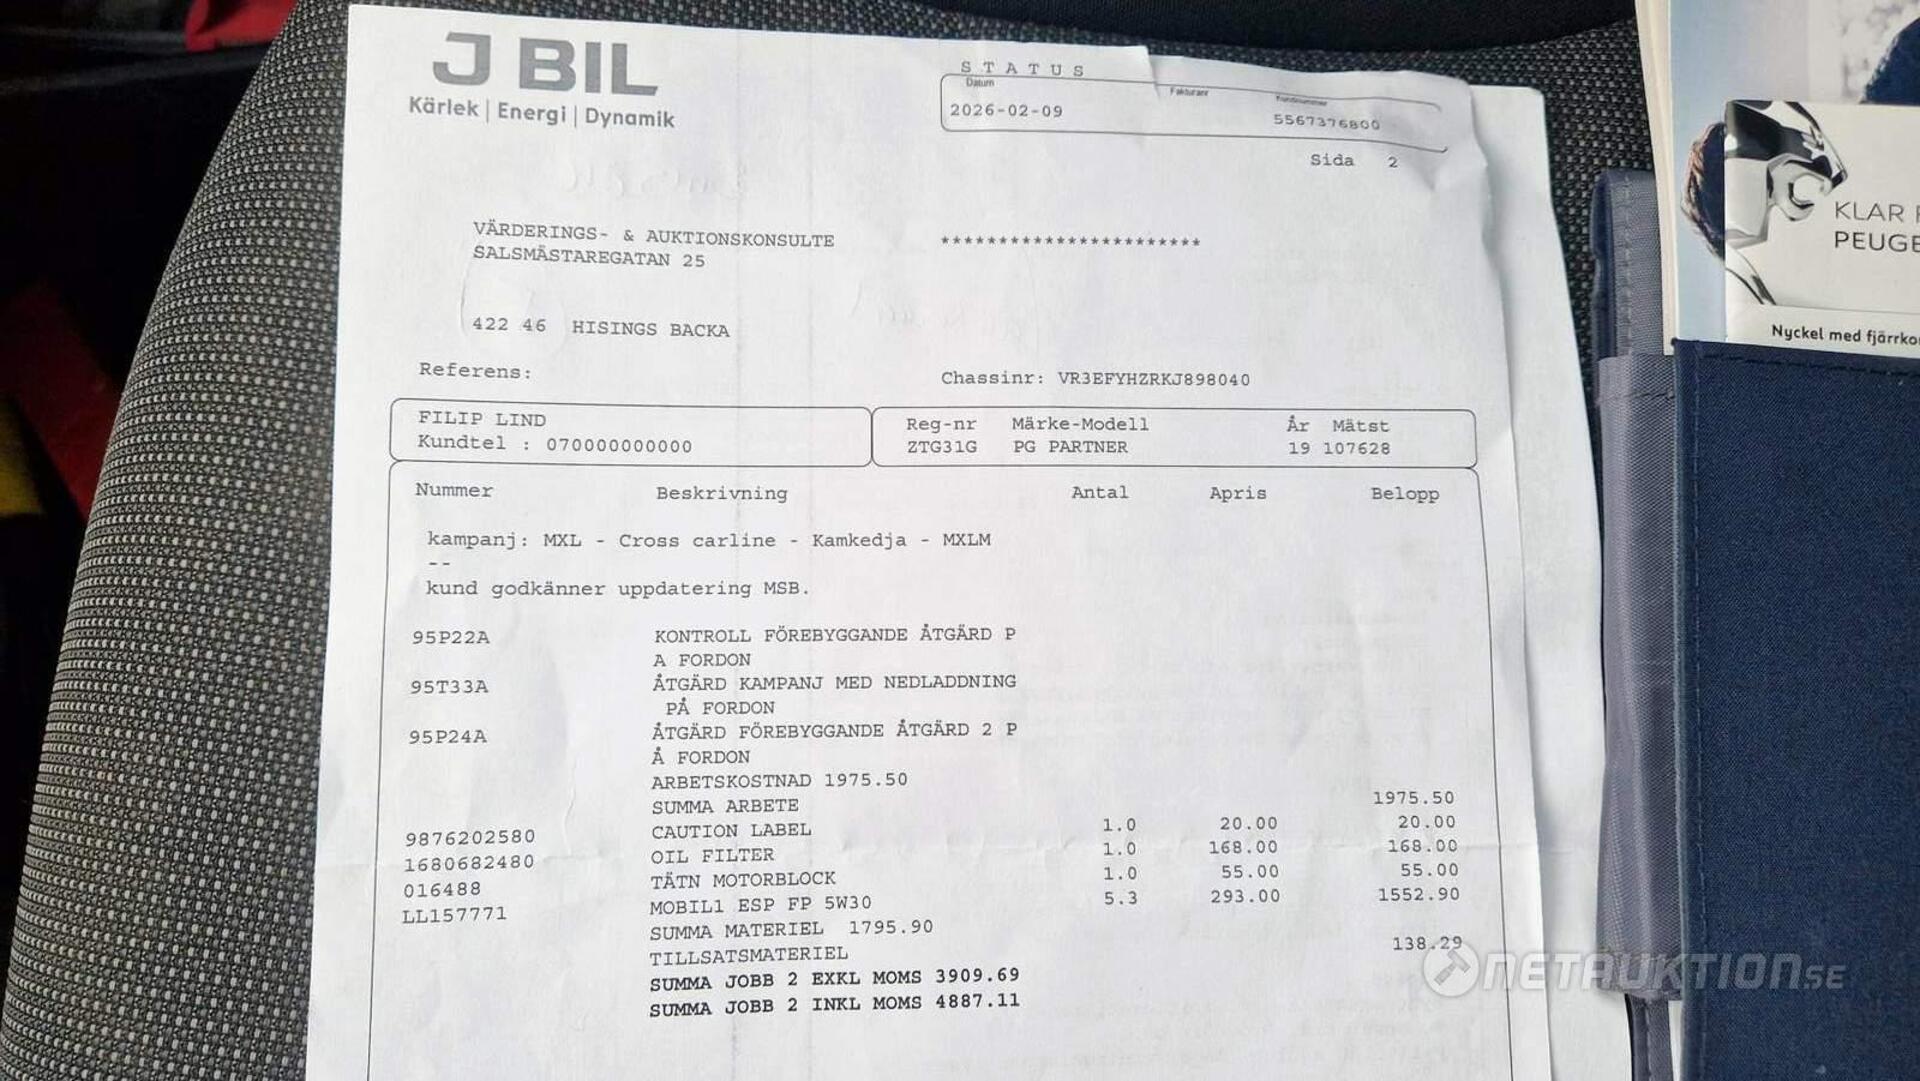 J BIL
Kärlek | Energi | Dynamik
STATUS
Datum Fakturanr Kundnummer
2026-02-09 5567376800
Sida 2
VÄRDERINGS- & AUKTIONSKONSULTE ***********************
SALSMÄSTAREGATAN 25
422 46 HISINGS BACKA
Referens: Chassinr: VR3EFYHZRKJ898040
FILIP LIND
Kundtel : 070000000000
Reg-nr Märke-Modell År Mätst
ZTG31G PG PARTNER 19 107628
Nummer Beskrivning Antal Apris Belopp
kampanj: MXL - Cross carline - Kamkedja - MXLM
--
kund godkänner uppdatering MSB.
95P22A KONTROLL FÖREBYGGANDE ÅTGÄRD P
A FORDON
95T33A ÅTGÄRD KAMPANJ MED NEDLADDNING
PÅ FORDON
95P24A ÅTGÄRD FÖREBYGGANDE ÅTGÄRD 2 P
Å FORDON
ARBETSKOSTNAD 1975.50
SUMMA ARBETE 1975.50
9876202580 CAUTION LABEL 1.0 20.00 20.00
1680682480 OIL FILTER 1.0 168.00 168.00
016488 TÄTN MOTORBLOCK 1.0 55.00 55.00
LL157771 MOBIL1 ESP FP 5W30 5.3 293.00 1552.90
SUMMA MATERIEL 1795.90
TILLSATSMATERIEL 138.29
SUMMA JOBB 2 EXKL MOMS 3909.69
SUMMA JOBB 2 INKL MOMS 4887.11
KLAR
PEUGE
Nyckel med fjärrko
NETAUKTION.SE